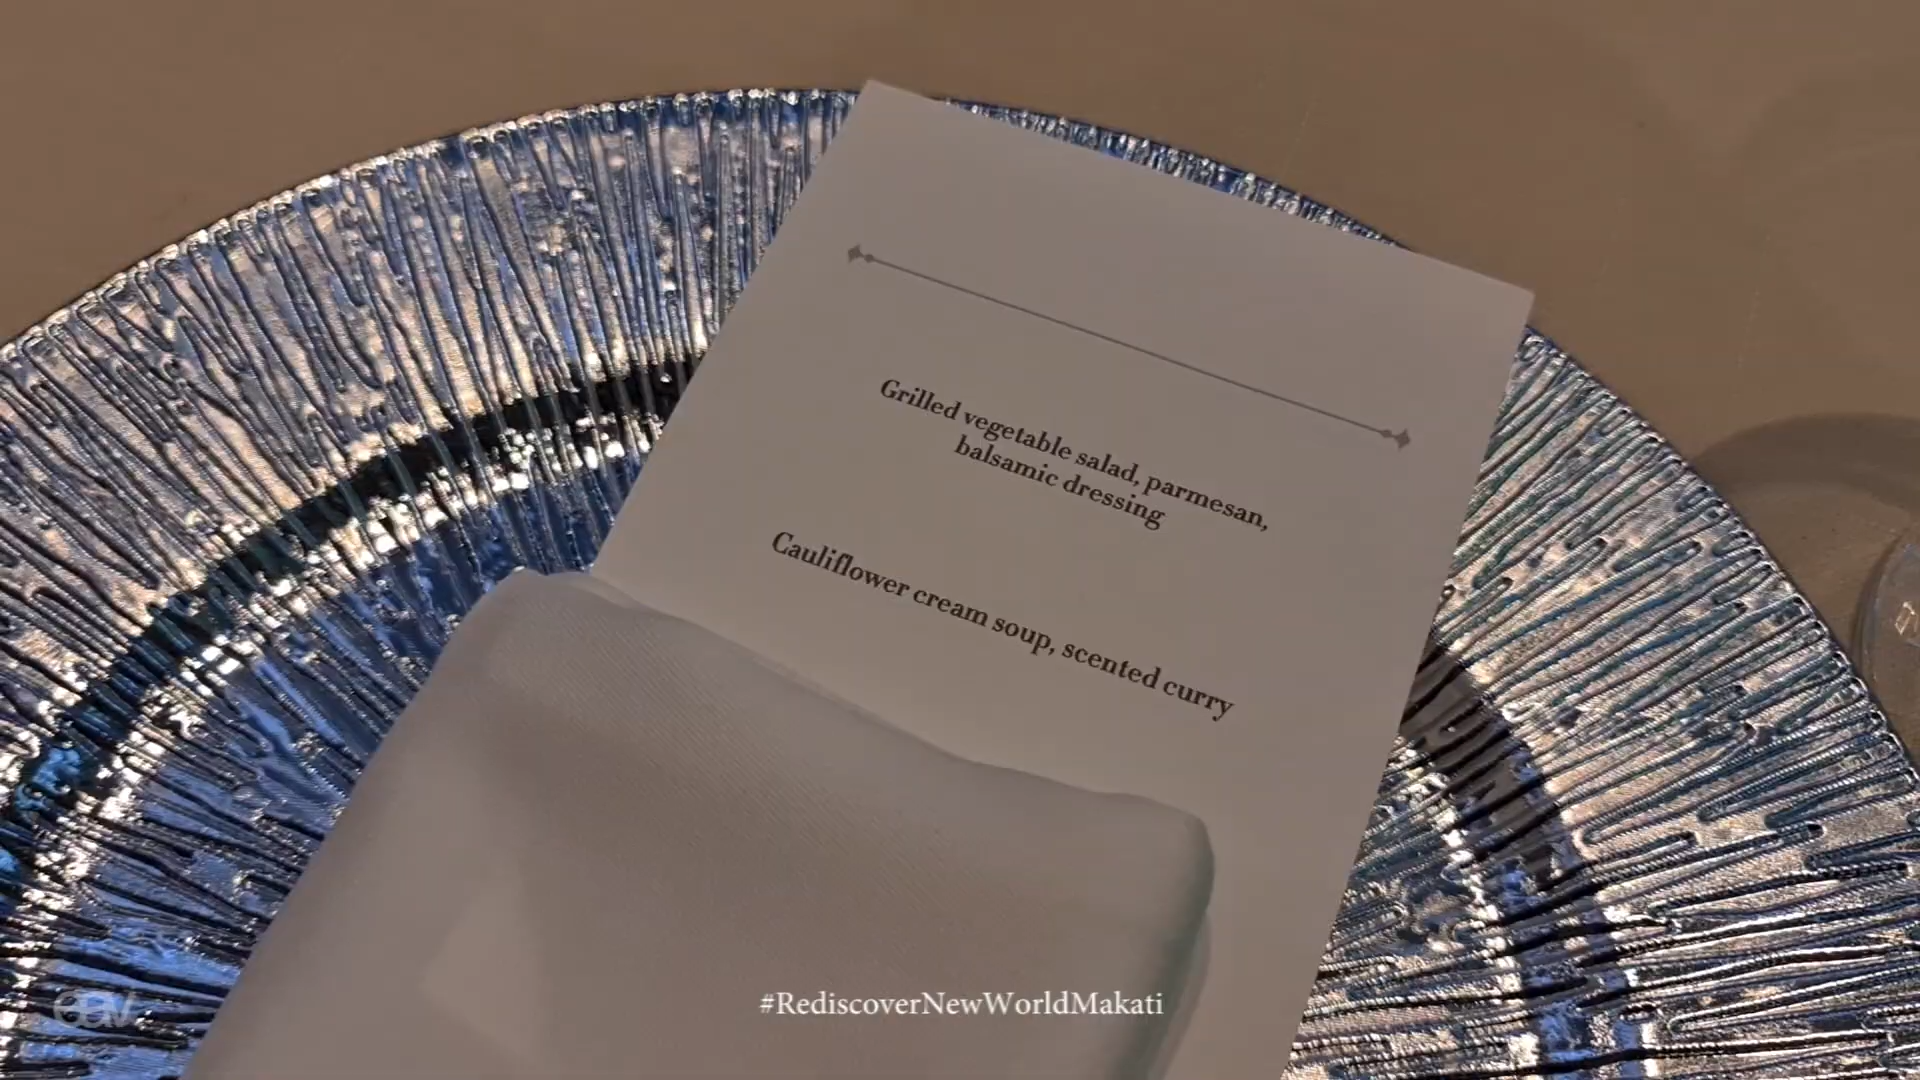 Grilled vegetable salad, parmesan,
balsamic dressing
Cauliflower cream soup, scented curry
#RediscoverNewWorldMakati